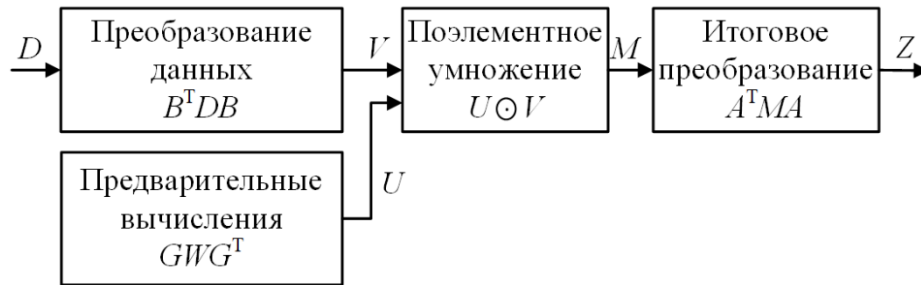 D
Преобразование
данных
BᵀDB
V
Поэлементное
умножение
U⊙V
M
Итоговое
преобразование
AᵀMA
Z
Предварительные
вычисления
GWGᵀ
U